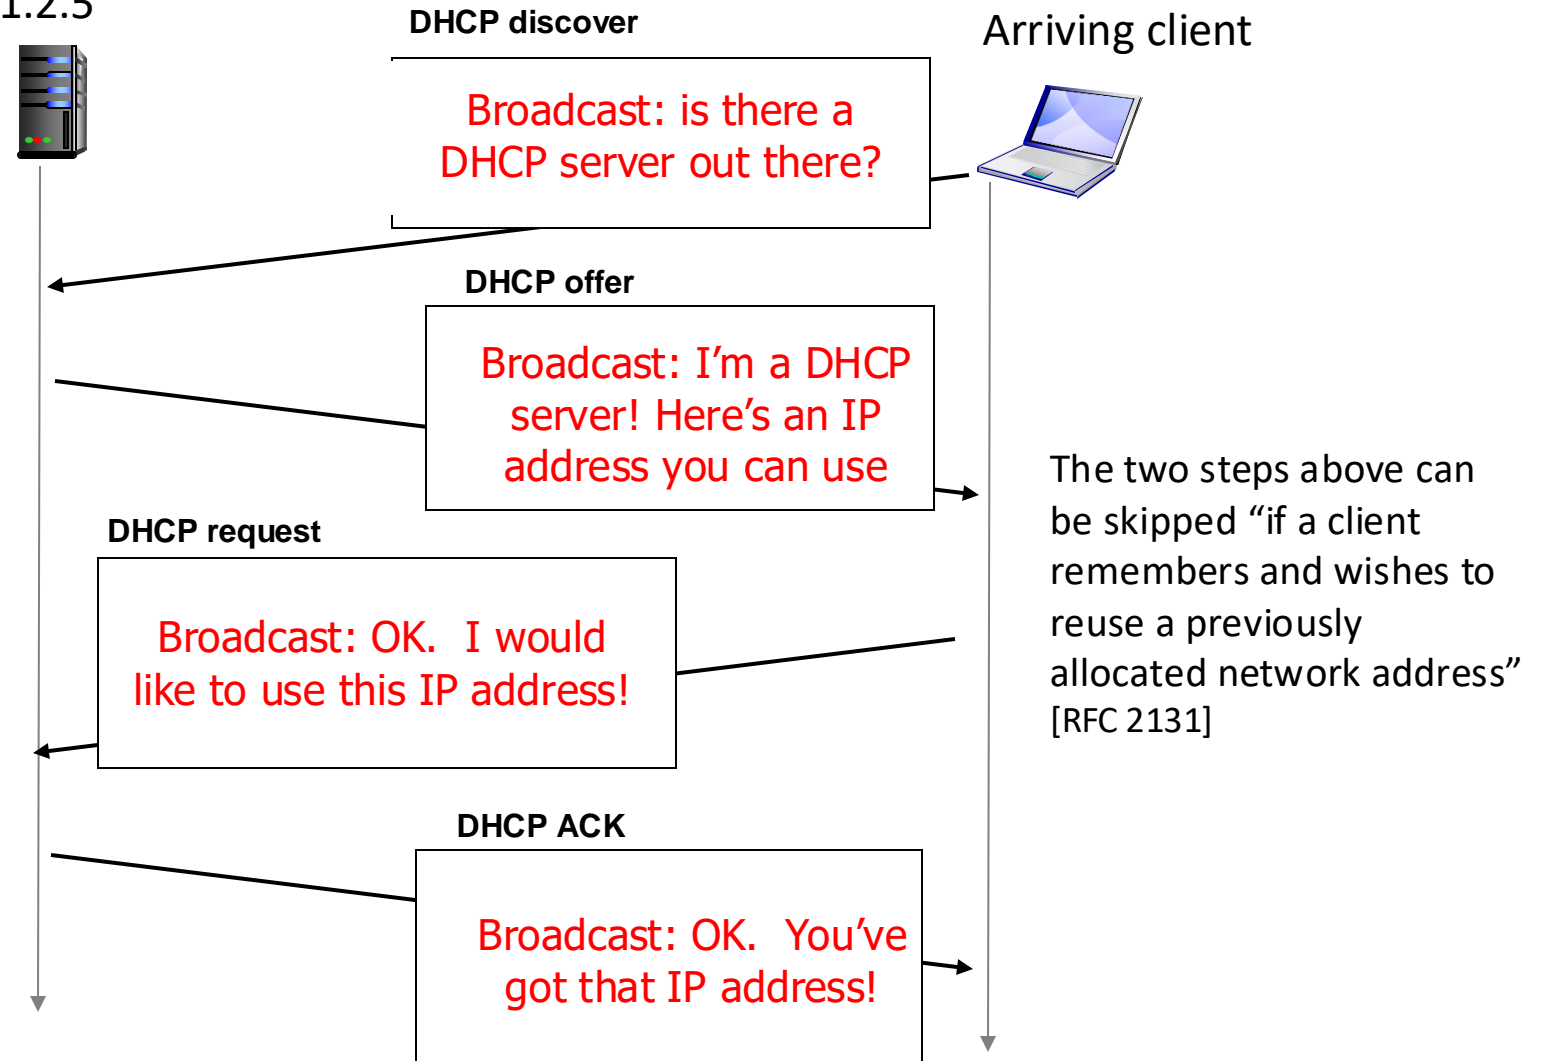 1.2.5
DHCP discover
Arriving client
Broadcast: is there a
DHCP server out there?
DHCP offer
Broadcast: I’m a DHCP
server! Here’s an IP
address you can use
The two steps above can
be skipped “if a client
remembers and wishes to
reuse a previously
allocated network address”
[RFC 2131]
DHCP request
Broadcast: OK.  I would
like to use this IP address!
DHCP ACK
Broadcast: OK.  You’ve
got that IP address!